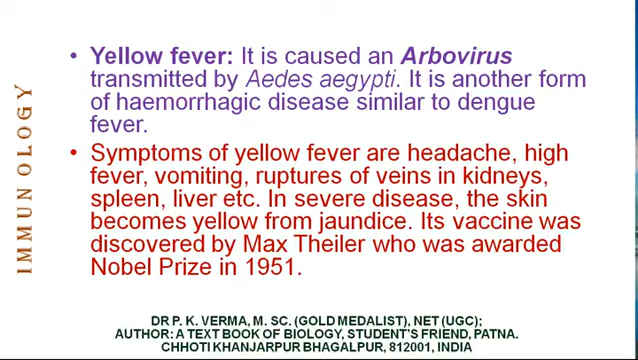 IMMUNOLOGY
• Yellow fever: It is caused an Arbovirus
transmitted by Aedes aegypti. It is another form
of haemorrhagic disease similar to dengue
fever.
• Symptoms of yellow fever are headache, high
fever, vomiting, ruptures of veins in kidneys,
spleen, liver etc. In severe disease, the skin
becomes yellow from jaundice. Its vaccine was
discovered by Max Theiler who was awarded
Nobel Prize in 1951.
DR P. K. VERMA, M. SC. (GOLD MEDALIST), NET (UGC);
AUTHOR: A TEXT BOOK OF BIOLOGY, STUDENT'S FRIEND, PATNA.
CHHOTI KHANJARPUR BHAGALPUR, 812001, INDIA